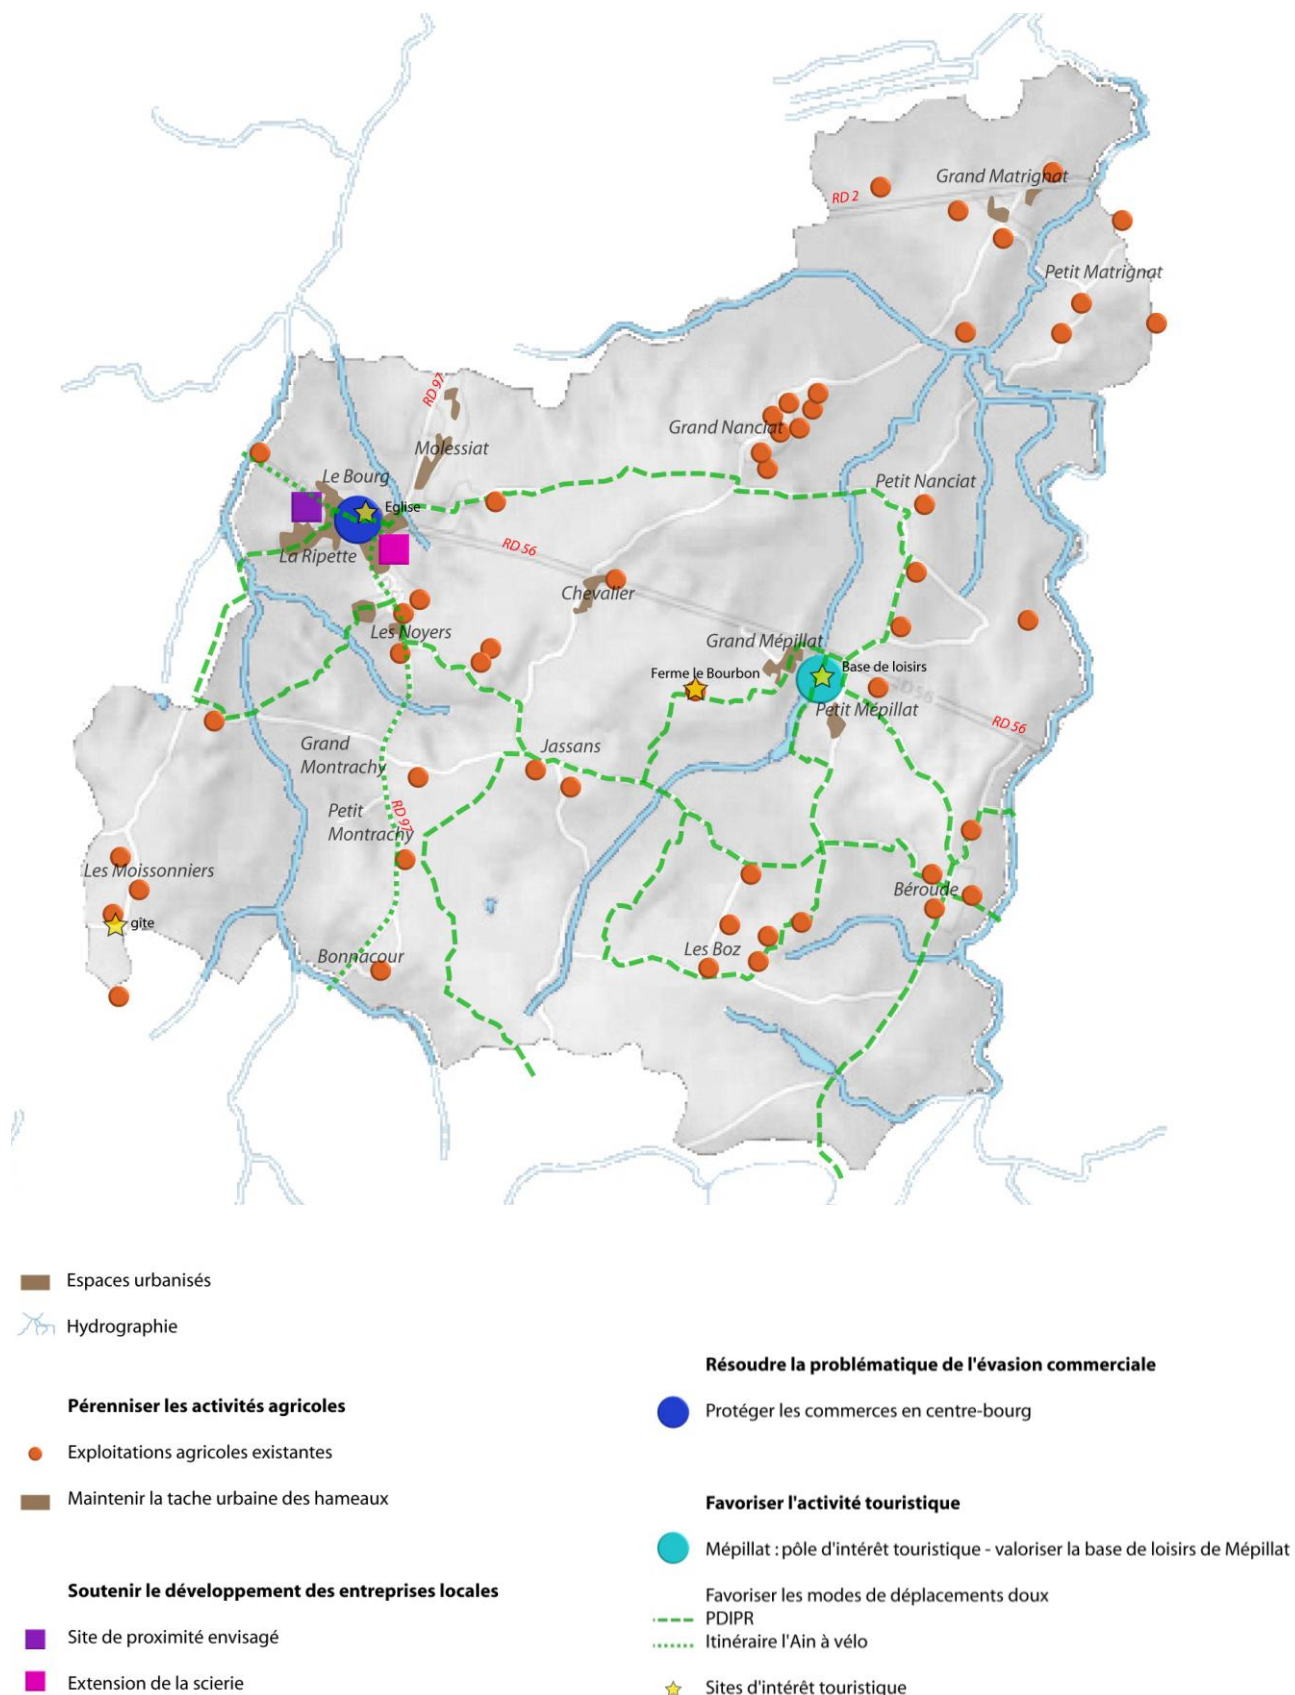 Grand Matrignat
RD 2
Petit Matrignat
RD 97
Grand Nanciat
Molessiat
Le Bourg
Petit Nanciat
Eglise
La Ripette
RD 56
Chevalier
Les Noyers
Grand Mépillat
Ferme le Bourbon
Base de loisirs
RD 56
Petit Mépillat
RD 56
Grand
Montrachy
Jassans
Petit
Montrachy
RD 97
Les Moissonniers
Béroude
gîte
Les Boz
Bonnacour
Espaces urbanisés
Hydrographie
Pérenniser les activités agricoles
Exploitations agricoles existantes
Maintenir la tache urbaine des hameaux
Soutenir le développement des entreprises locales
Site de proximité envisagé
Extension de la scierie
Résoudre la problématique de l'évasion commerciale
Protéger les commerces en centre-bourg
Favoriser l'activité touristique
Mépillat : pôle d'intérêt touristique - valoriser la base de loisirs de Mépillat
Favoriser les modes de déplacements doux
PDIPR
Itinéraire l'Ain à vélo
Sites d'intérêt touristique